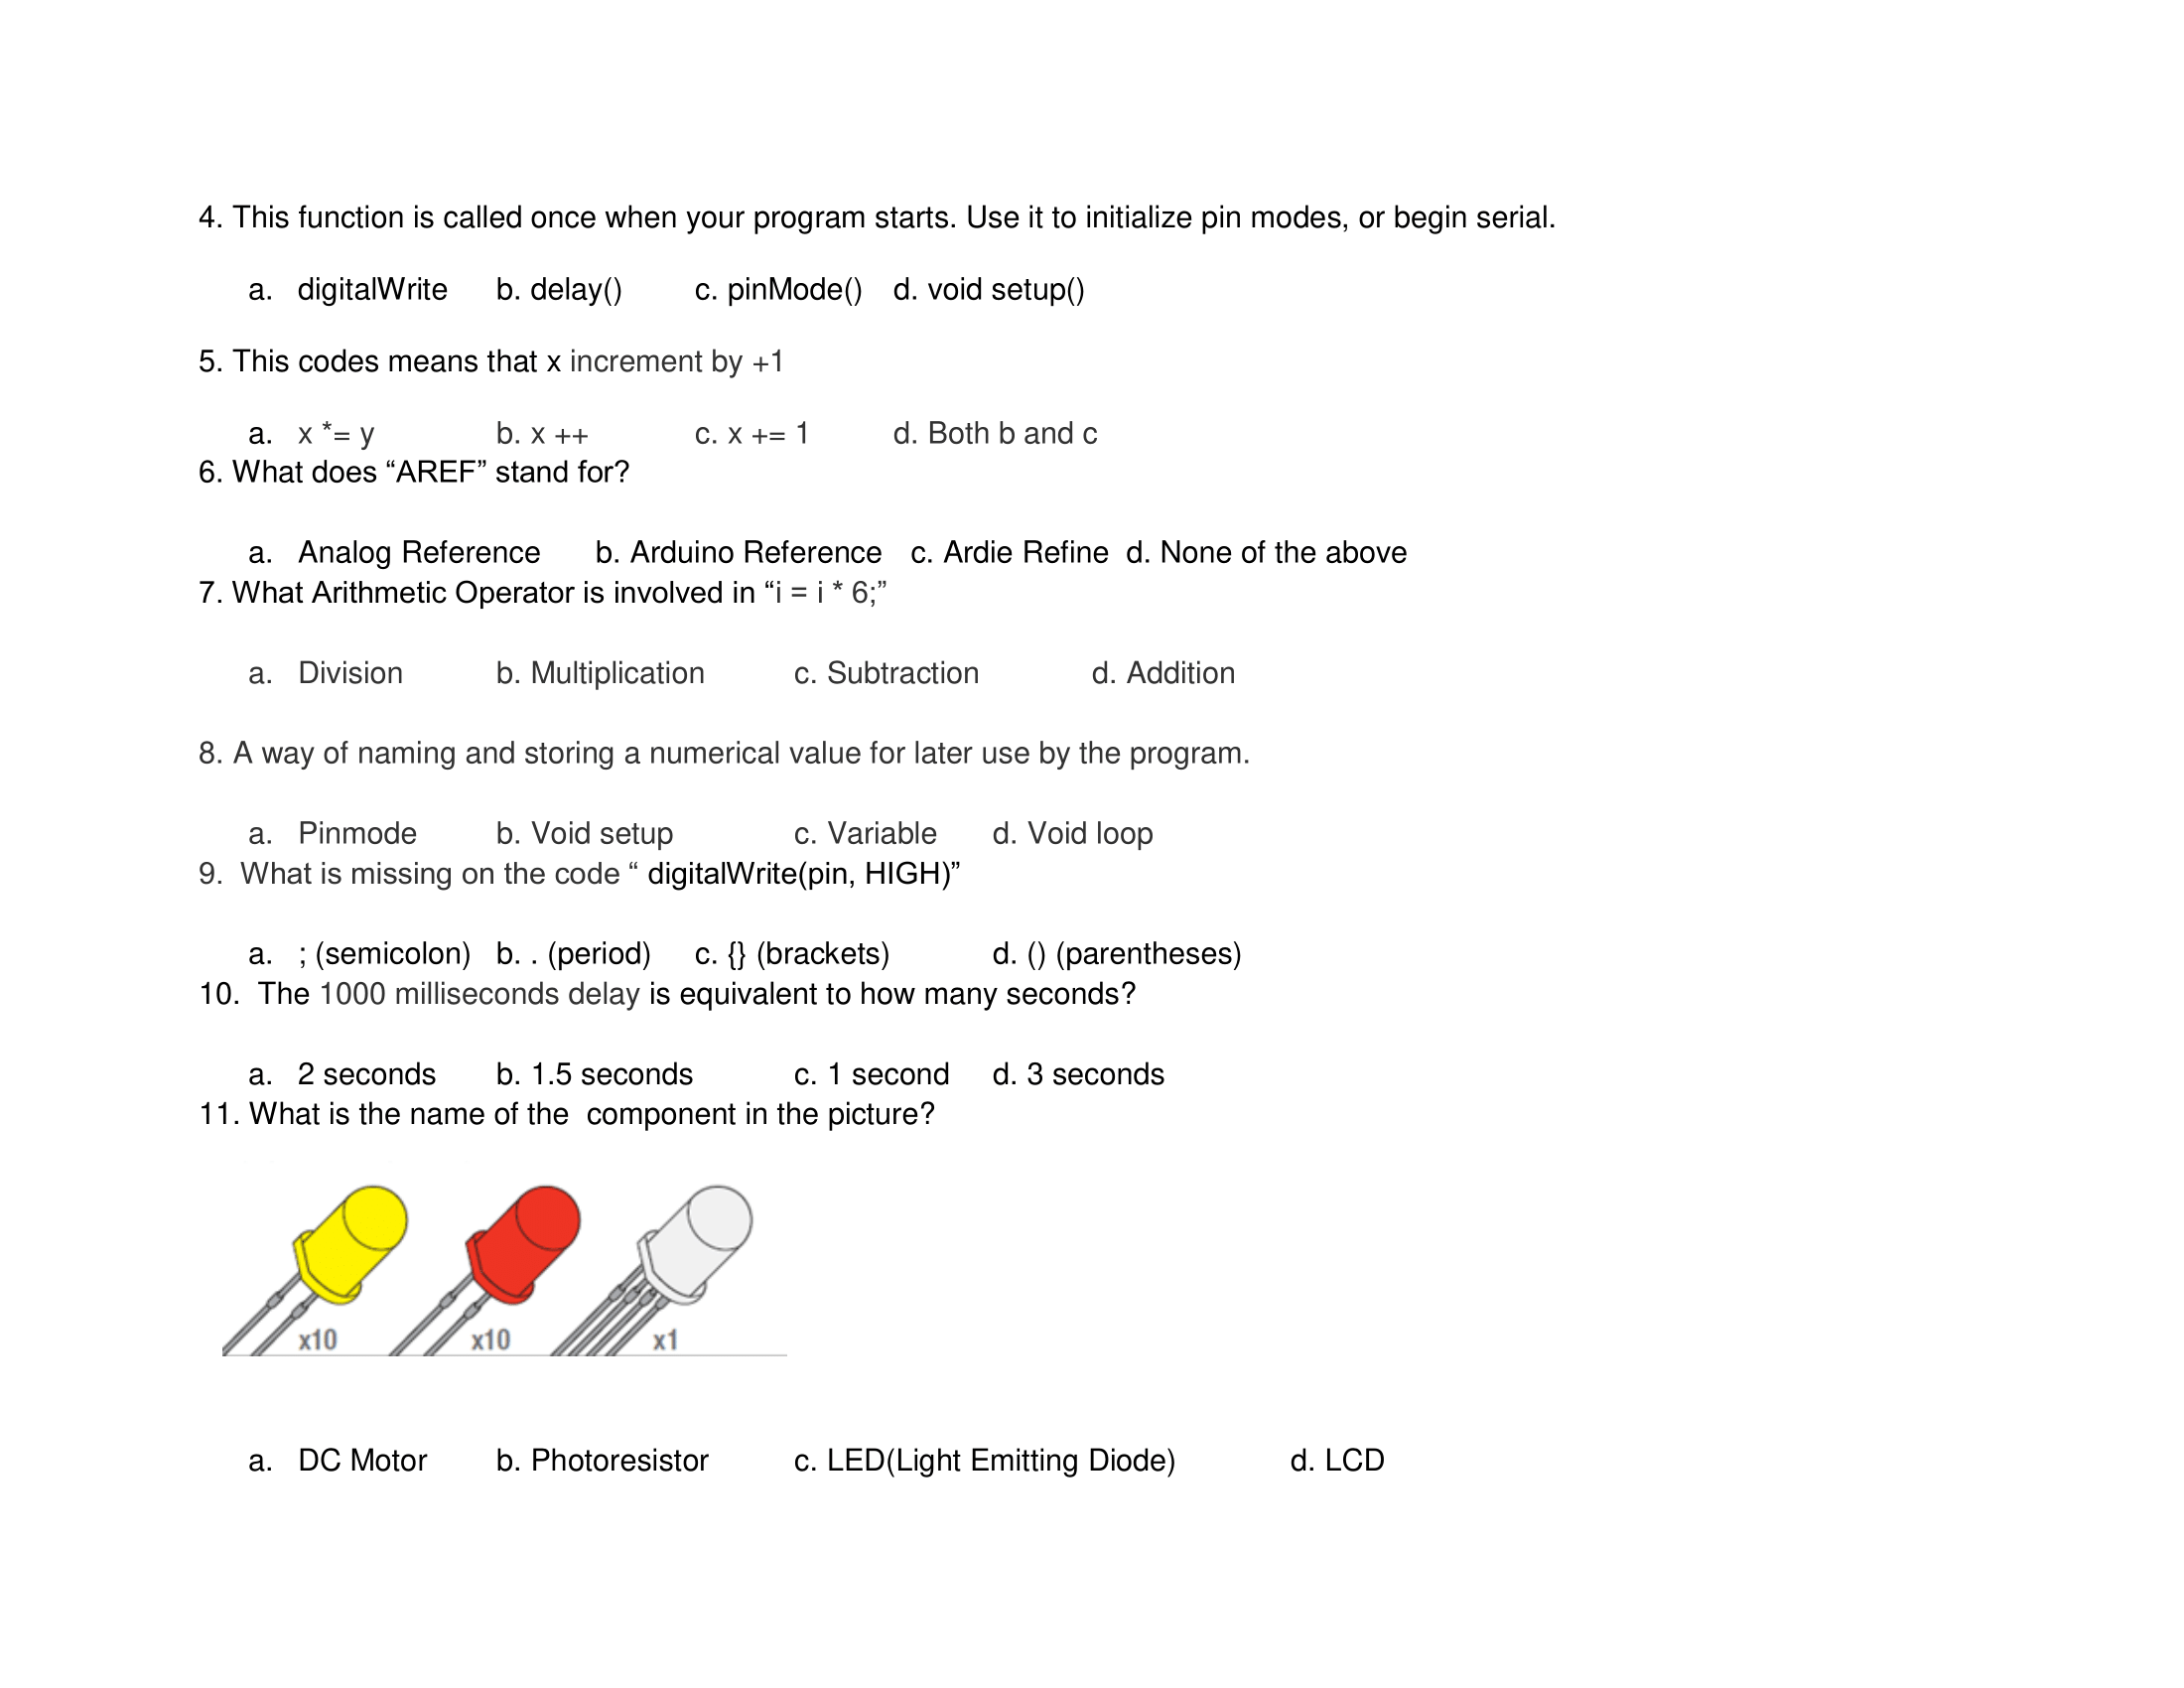 4. This function is called once when your program starts. Use it to initialize pin modes, or begin serial.
a. digitalWrite b. delay() c. pinMode() d. void setup()
5. This codes means that x increment by +1
a. x *= y b. x ++ c. x += 1 d. Both b and c
6. What does “AREF” stand for?
a. Analog Reference b. Arduino Reference c. Ardie Refine d. None of the above
7. What Arithmetic Operator is involved in “i = i * 6;”
a. Division b. Multiplication c. Subtraction d. Addition
8. A way of naming and storing a numerical value for later use by the program.
a. Pinmode b. Void setup c. Variable d. Void loop
9. What is missing on the code “ digitalWrite(pin, HIGH)”
a. ; (semicolon) b. . (period) c. {} (brackets) d. () (parentheses)
10. The 1000 milliseconds delay is equivalent to how many seconds?
a. 2 seconds b. 1.5 seconds c. 1 second d. 3 seconds
11. What is the name of the component in the picture?
x10 x10 x1
a. DC Motor b. Photoresistor c. LED(Light Emitting Diode) d. LCD